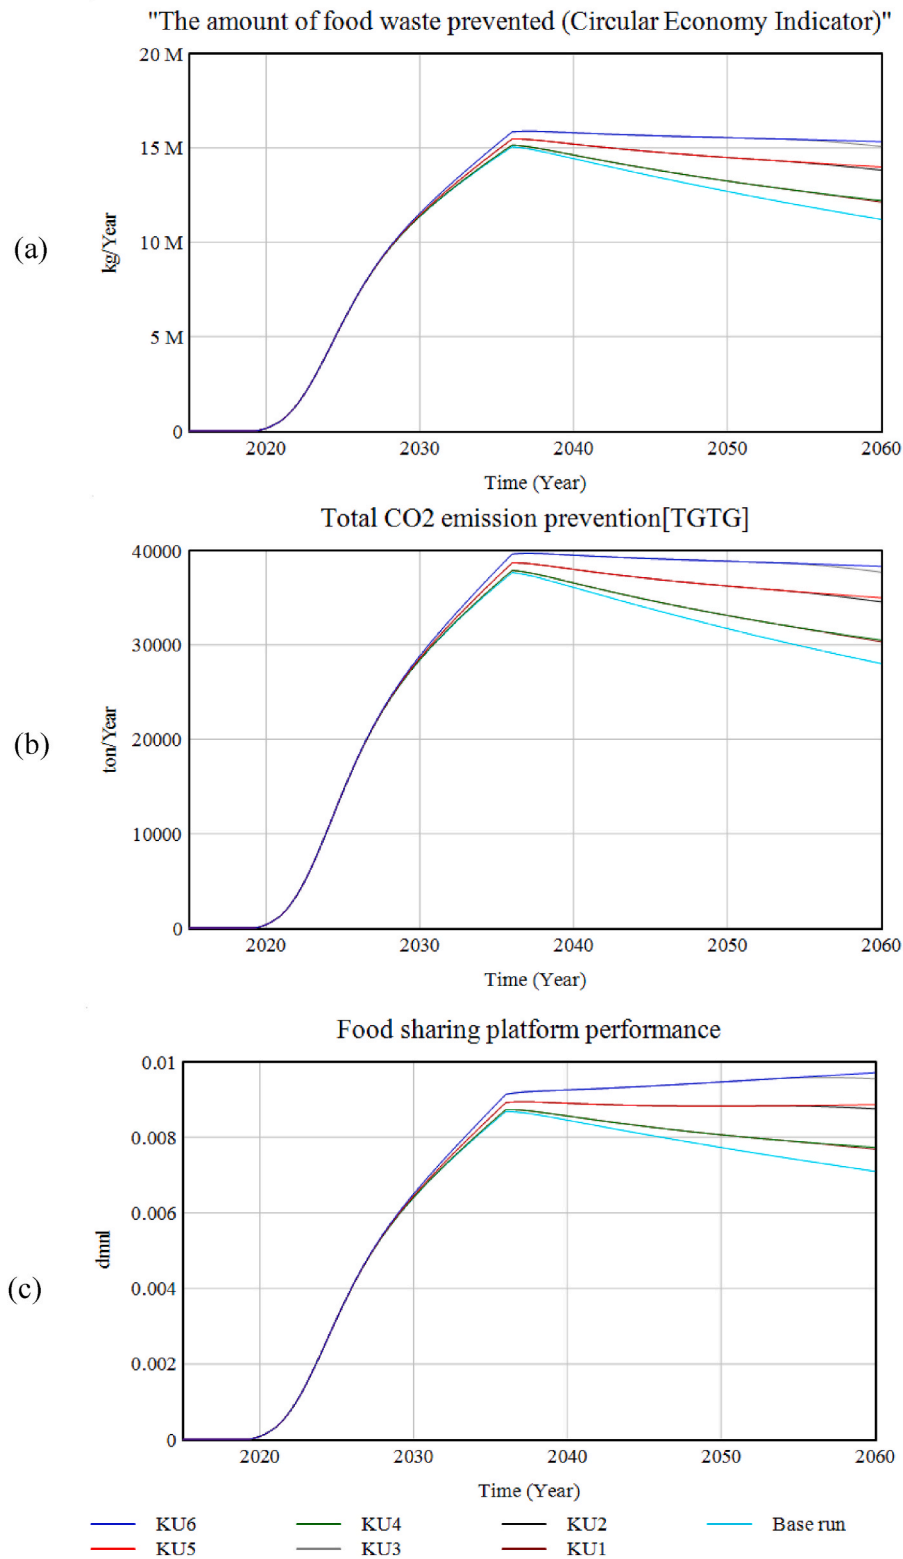 "The amount of food waste prevented (Circular Economy Indicator)"
20 M
15 M
10 M
5 M
0
kg/Year
(a)
2020 2030 2040 2050 2060
Time (Year)
Total CO2 emission prevention[TGTG]
40000
30000
20000
10000
0
ton/Year
(b)
2020 2030 2040 2050 2060
Time (Year)
Food sharing platform performance
0.01
0.008
0.006
0.004
0.002
0
dmnl
(c)
2020 2030 2040 2050 2060
Time (Year)
KU6 KU4 KU2 Base run
KU5 KU3 KU1